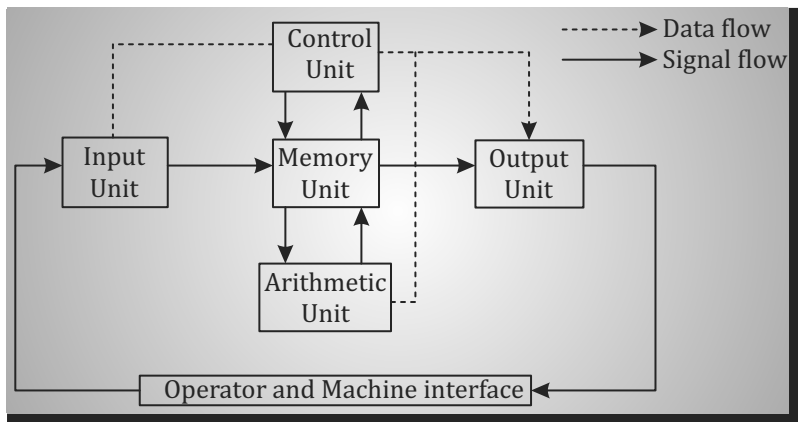 Control
Unit
Data flow
Signal flow
Input
Unit
Memory
Unit
Output
Unit
Arithmetic
Unit
Operator and Machine interface